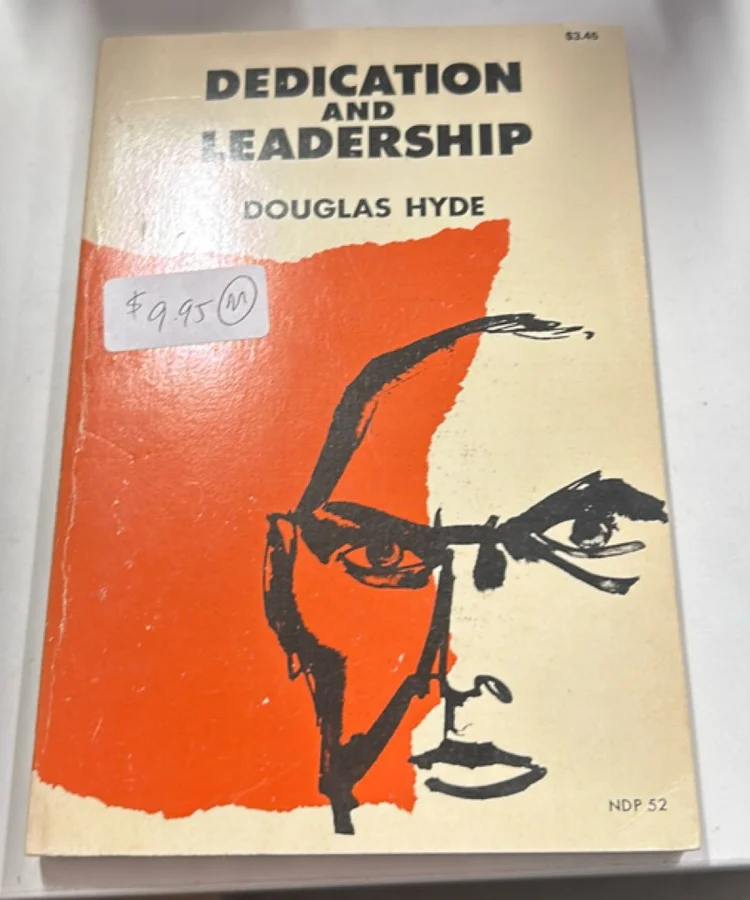 $3.45
DEDICATION
AND
LEADERSHIP
DOUGLAS HYDE
$9.95 M
NDP 52